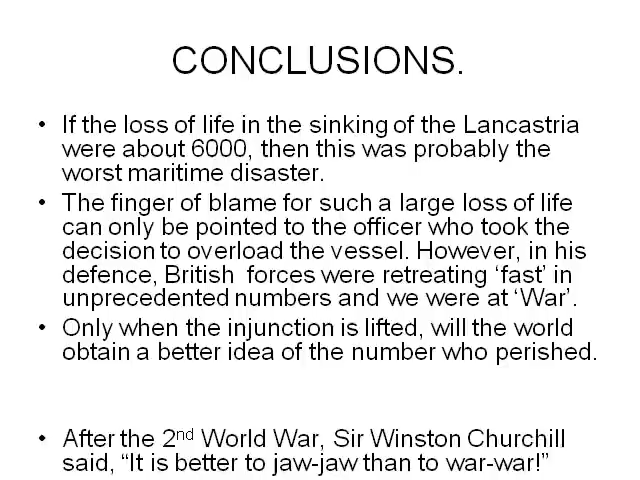 CONCLUSIONS.
• If the loss of life in the sinking of the Lancastria
were about 6000, then this was probably the
worst maritime disaster.
• The finger of blame for such a large loss of life
can only be pointed to the officer who took the
decision to overload the vessel. However, in his
defence, British  forces were retreating ‘fast’ in
unprecedented numbers and we were at ‘War’.
• Only when the injunction is lifted, will the world
obtain a better idea of the number who perished.
• After the 2nd World War, Sir Winston Churchill
said, “It is better to jaw-jaw than to war-war!”